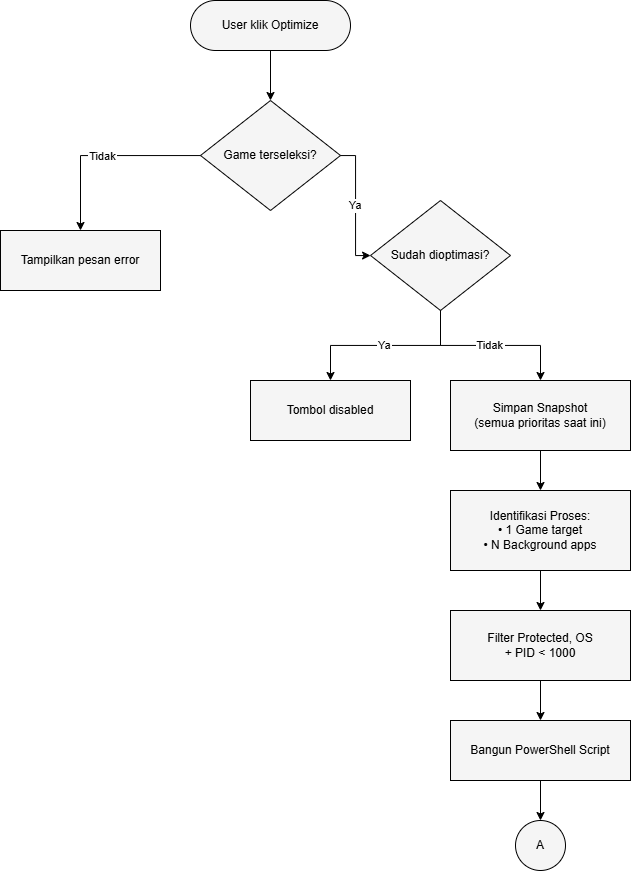 User klik Optimize
Game terseleksi?
Tidak
Ya
Tampilkan pesan error
Sudah dioptimasi?
Ya
Tidak
Tombol disabled
Simpan Snapshot
(semua prioritas saat ini)
Identifikasi Proses:
• 1 Game target
• N Background apps
Filter Protected, OS
+ PID < 1000
Bangun PowerShell Script
A